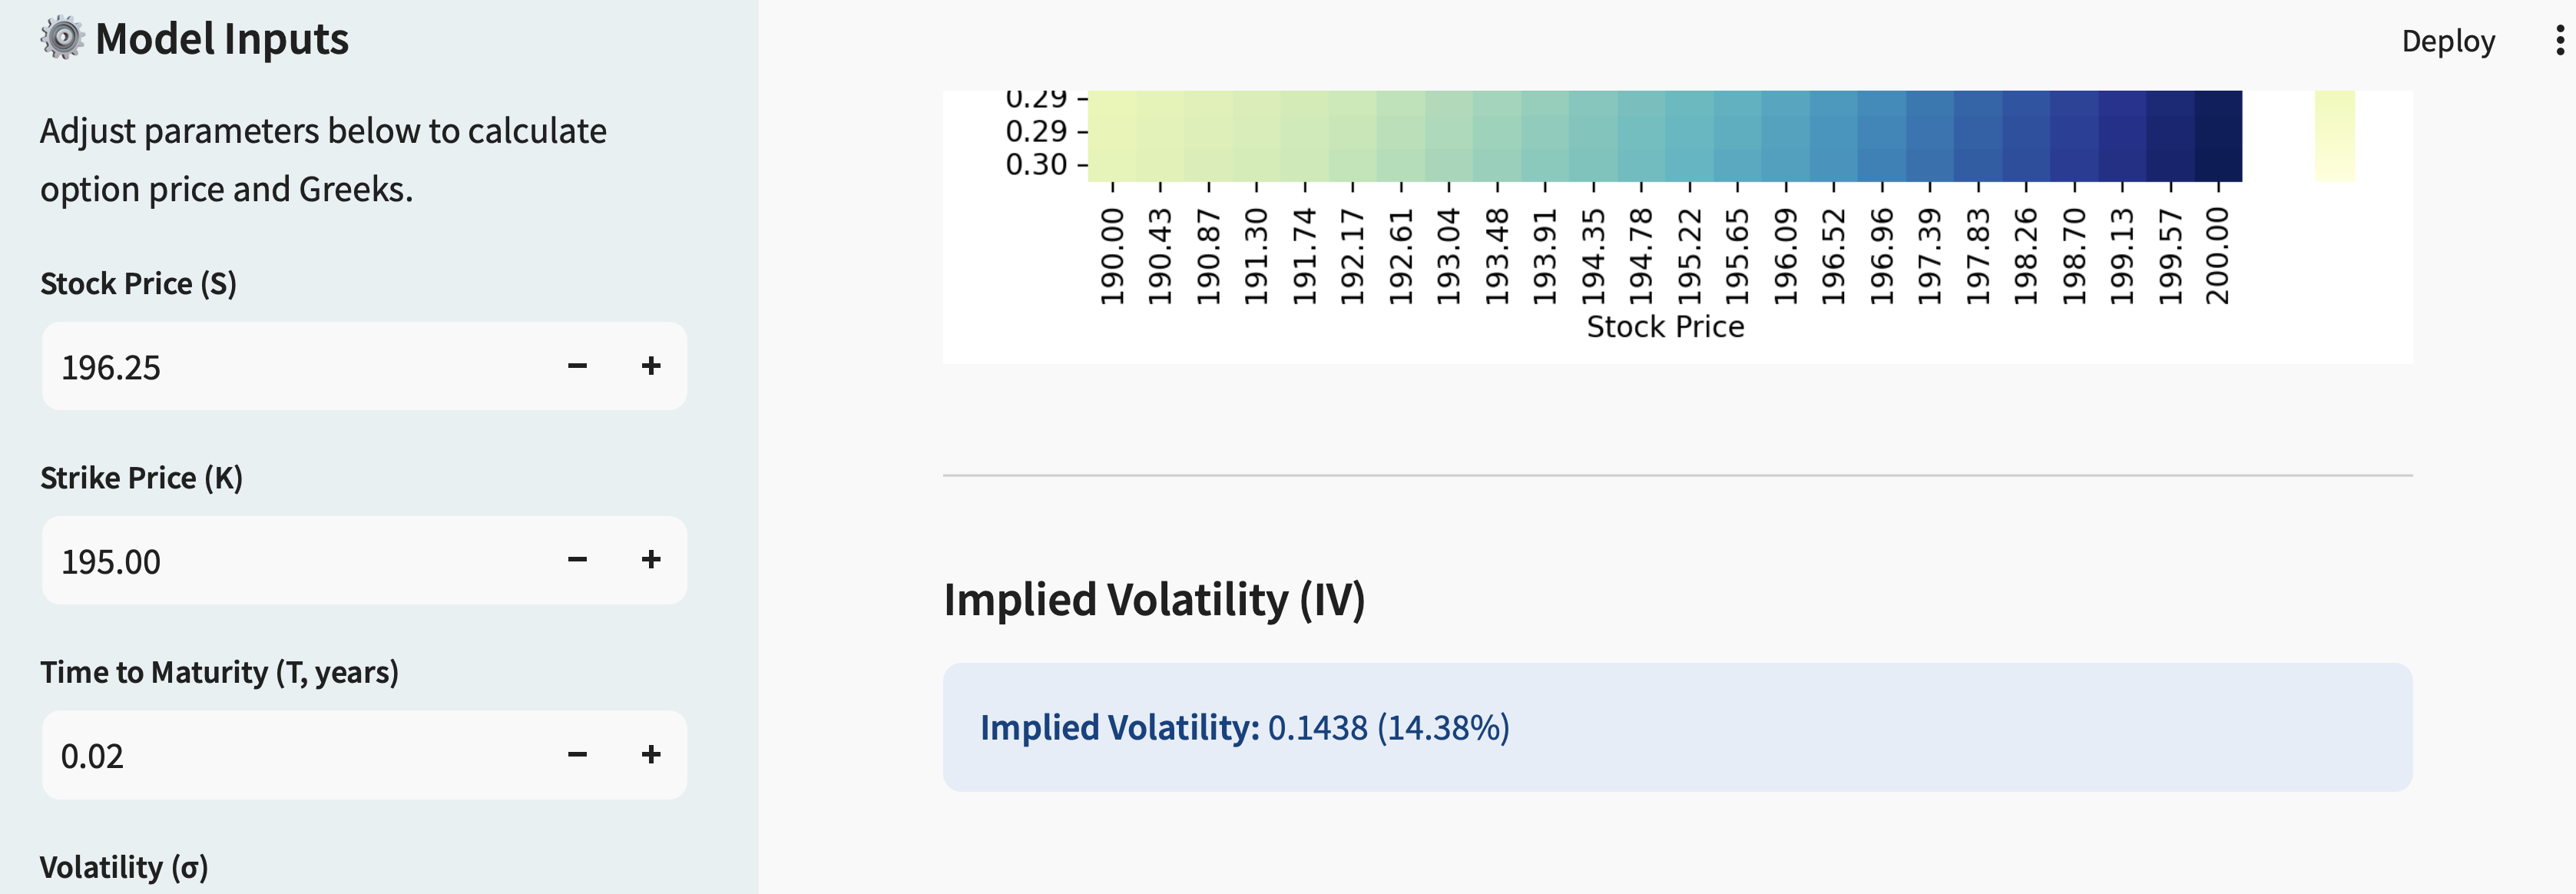 Model Inputs
Adjust parameters below to calculate
option price and Greeks.
Stock Price (S)
196.25
Strike Price (K)
195.00
Time to Maturity (T, years)
0.02
Volatility (σ)
Deploy
0.29
0.29
0.30
190.00 190.43 190.87 191.30 191.74 192.17 192.61 193.04 193.48 193.91 194.35 194.78 195.22 195.65 196.09 196.52 196.96 197.39 197.83 198.26 198.70 199.13 199.57 200.00
Stock Price
Implied Volatility (IV)
Implied Volatility: 0.1438 (14.38%)